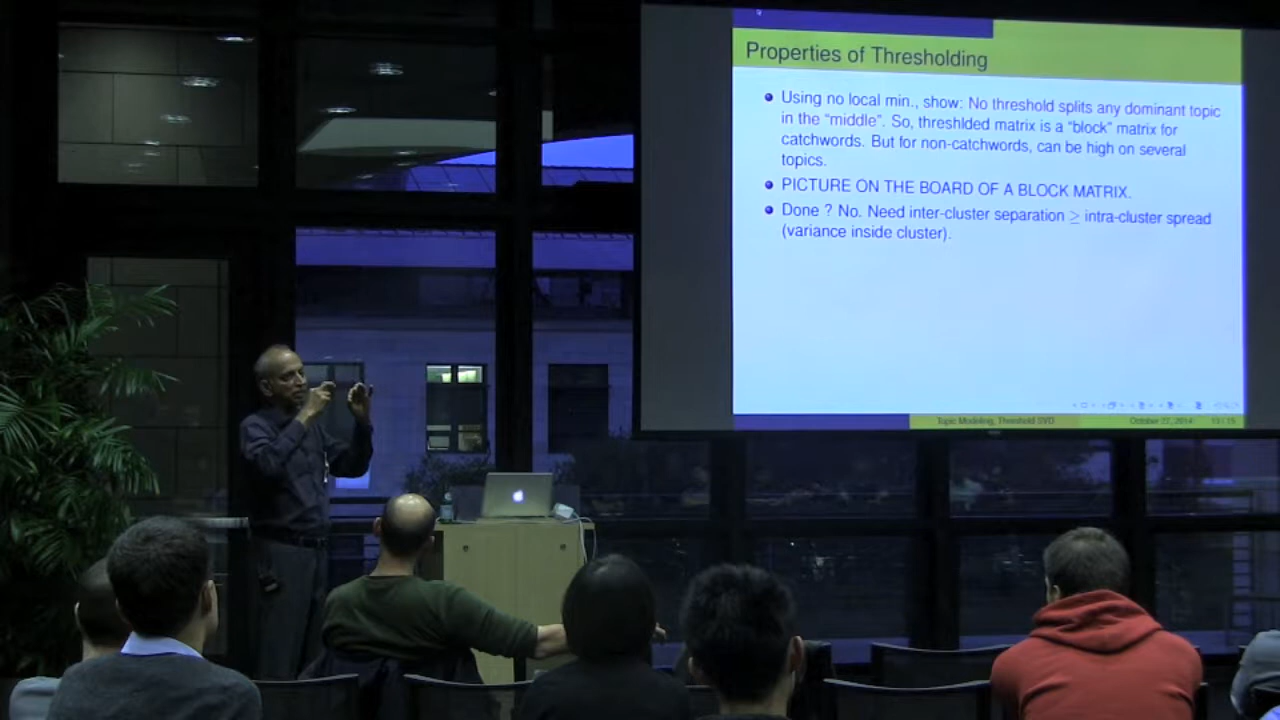 Properties of Thresholding
Using no local min., show: No threshold splits any dominant topic
in the "middle". So, threshlded matrix is a "block" matrix for
catchwords. But for non-catchwords, can be high on several
topics.
PICTURE ON THE BOARD OF A BLOCK MATRIX.
Done ? No. Need inter-cluster separation ≥ intra-cluster spread
(variance inside cluster).
Topic Modeling, Threshold SVD
October 22, 2014
13 / 15